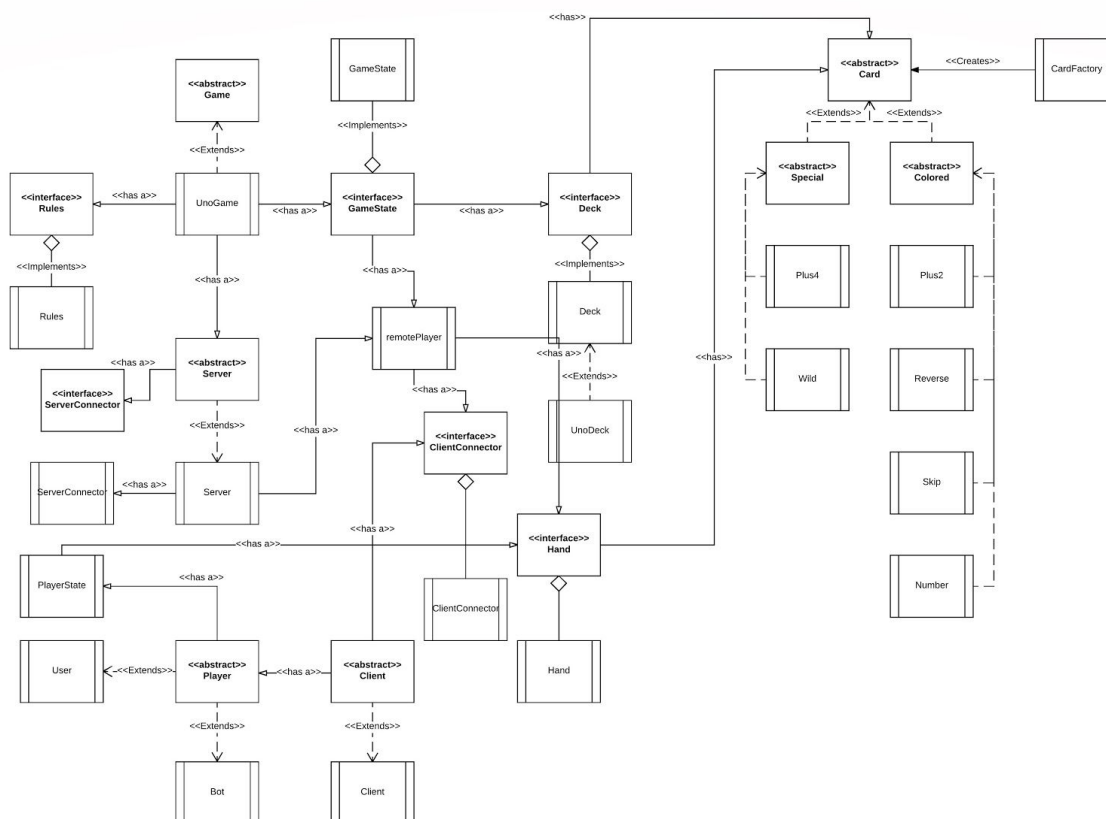 <<has>>
GameState
<<abstract>>
Card
<<Creates>>
CardFactory
<<abstract>>
Game
<<Implements>>
<<Extends>>
<<Extends>>
<<Extends>>
<<interface>>
Rules
<<has a>>
UnoGame
<<has a>>
<<interface>>
GameState
<<has a>>
<<interface>>
Deck
<<abstract>>
Special
<<abstract>>
Colored
<<Implements>>
<<has a>>
<<has a>>
<<Implements>>
Plus4
Plus2
Rules
remotePlayer
Deck
<<has a>>
<<has>>
<<has a>>
<<abstract>>
Server
<<Extends>>
Wild
Reverse
<<interface>>
ServerConnector
<<has a>>
UnoDeck
<<Extends>>
<<has a>>
<<interface>>
ClientConnector
ServerConnector
<<has a>>
Server
Skip
<<has a>>
<<has a>>
<<interface>>
Hand
PlayerState
<<has a>>
Number
ClientConnector
User
<<Extends>>
<<abstract>>
Player
<<has a>>
<<abstract>>
Client
Hand
<<Extends>>
<<Extends>>
Bot
Client